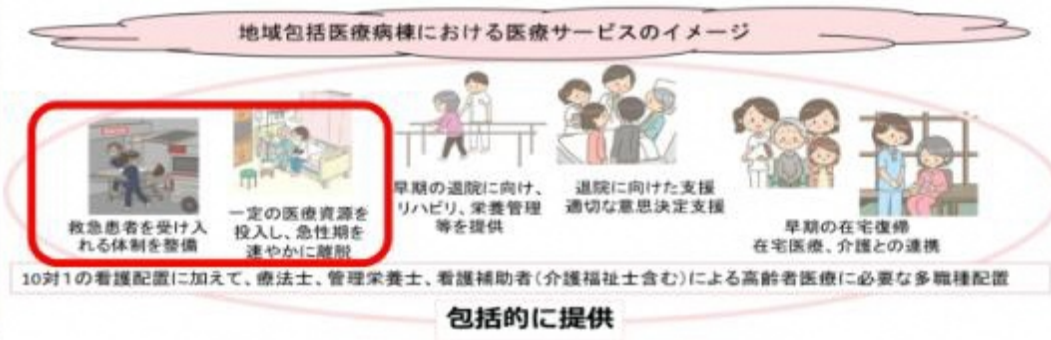 地域包括医療病棟における医療サービスのイメージ
救急患者を受け入
れる体制を整備
一定の医療資源を
投入し、急性期を
速やかに離脱
早期の退院に向け、
リハビリ、栄養管理
等を提供
退院に向けた支援
適切な意思決定支援
早期の在宅復帰
在宅医療、介護との連携
10対1の看護配置に加えて、療法士、管理栄養士、看護補助者(介護福祉士含む)による高齢者医療に必要な多職種配置
包括的に提供